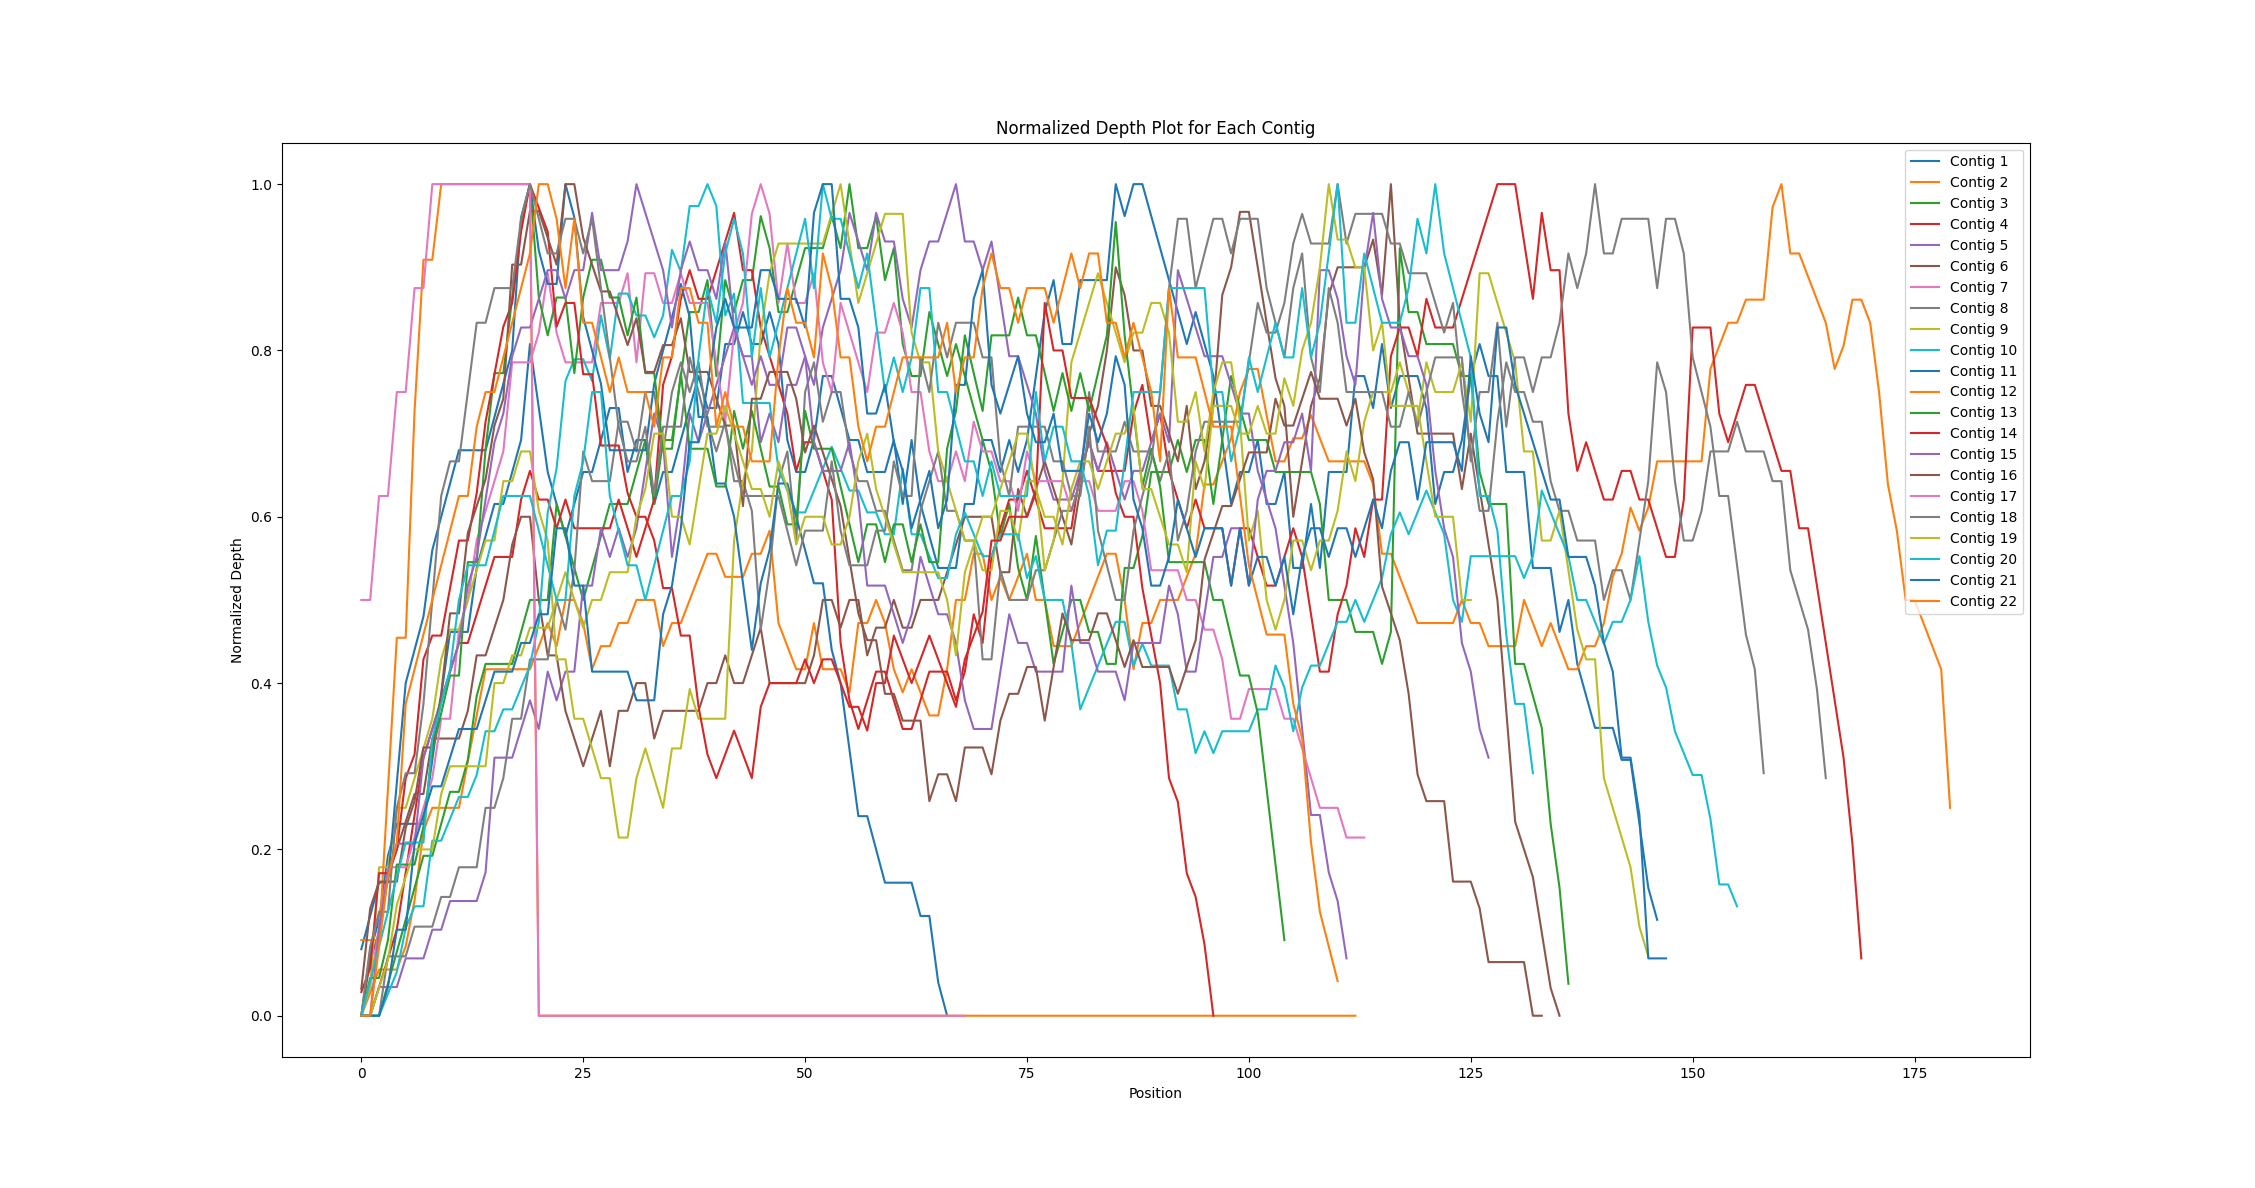 Normalized Depth Plot for Each Contig
1.0
0.8
0.6
0.4
0.2
0.0
Normalized Depth
0 25 50 75 100 125 150 175
Position
Contig 1
Contig 2
Contig 3
Contig 4
Contig 5
Contig 6
Contig 7
Contig 8
Contig 9
Contig 10
Contig 11
Contig 12
Contig 13
Contig 14
Contig 15
Contig 16
Contig 17
Contig 18
Contig 19
Contig 20
Contig 21
Contig 22